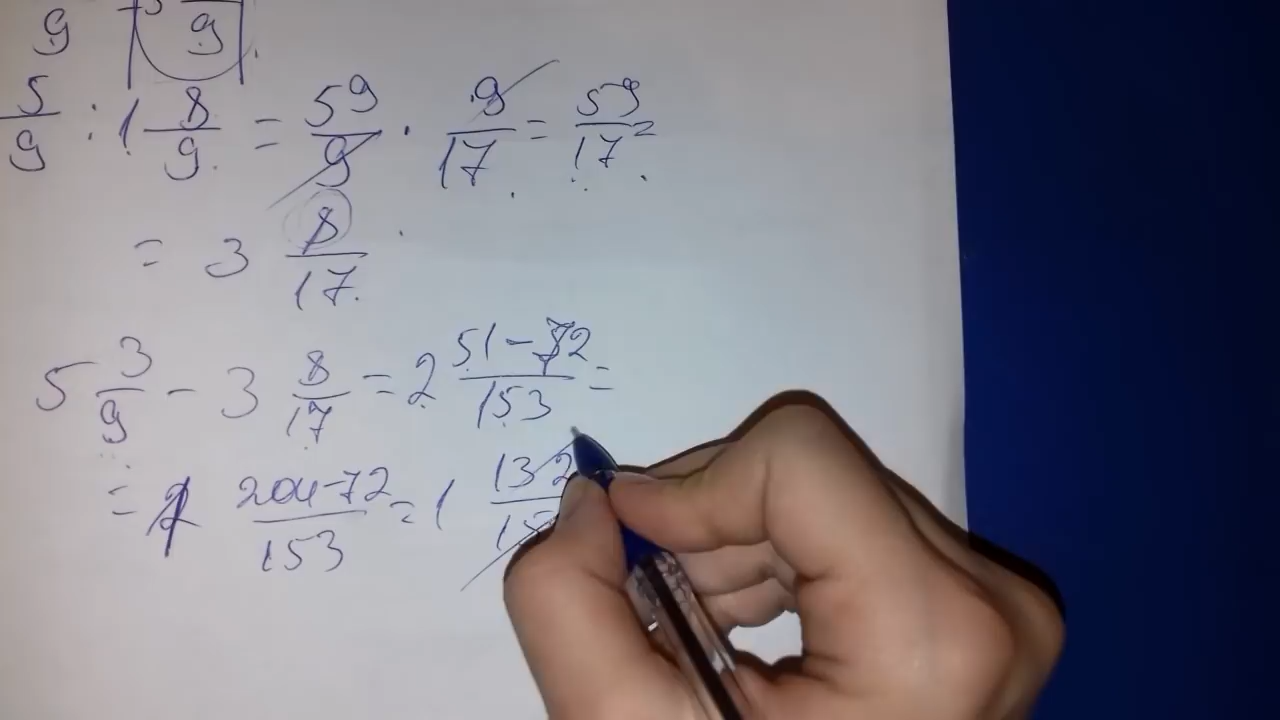 9 3/9.
5/9 : 1 8/9 = 59/9 · 9/17 = 59/17 =
= 3 8/17
5 3/9 - 3 8/17 = 2 (51-72)/153 =
= 1 (204-72)/153 = 1 132/15